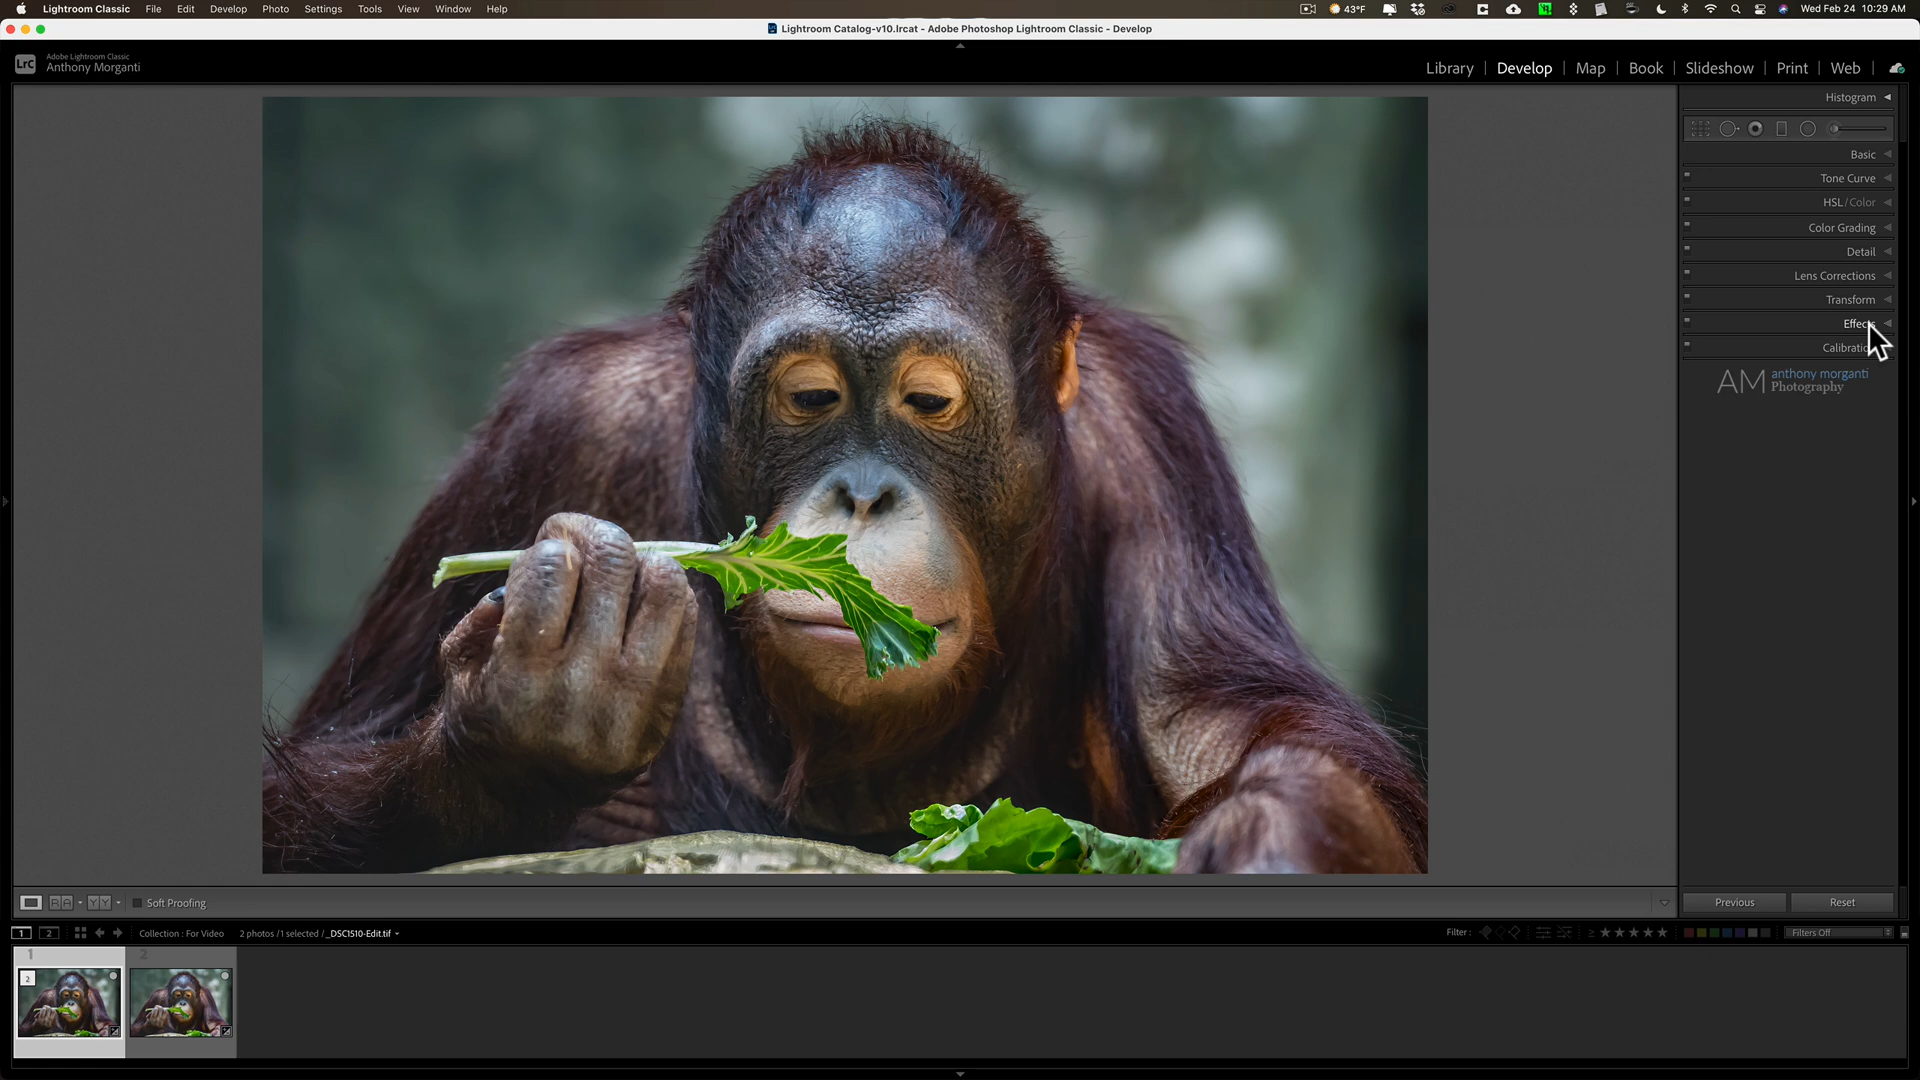 Lightroom Classic File Edit Develop Photo Settings Tools View Window Help 43°F Wed Feb 24 10:29 AM
Lightroom Catalog-v10.lrcat - Adobe Photoshop Lightroom Classic - Develop
LrC Adobe Lightroom Classic
Anthony Morganti
Library | Develop | Map | Book | Slideshow | Print | Web |
Histogram
Basic
Tone Curve
HSL / Color
Color Grading
Detail
Lens Corrections
Transform
Effects
Calibration
AM anthony morganti
Photography
R A Y Y Soft Proofing
Previous Reset
1 2 Collection : For Video 2 photos / 1 selected / _DSC1510-Edit.tif Filter : Filters Off
1 2
2